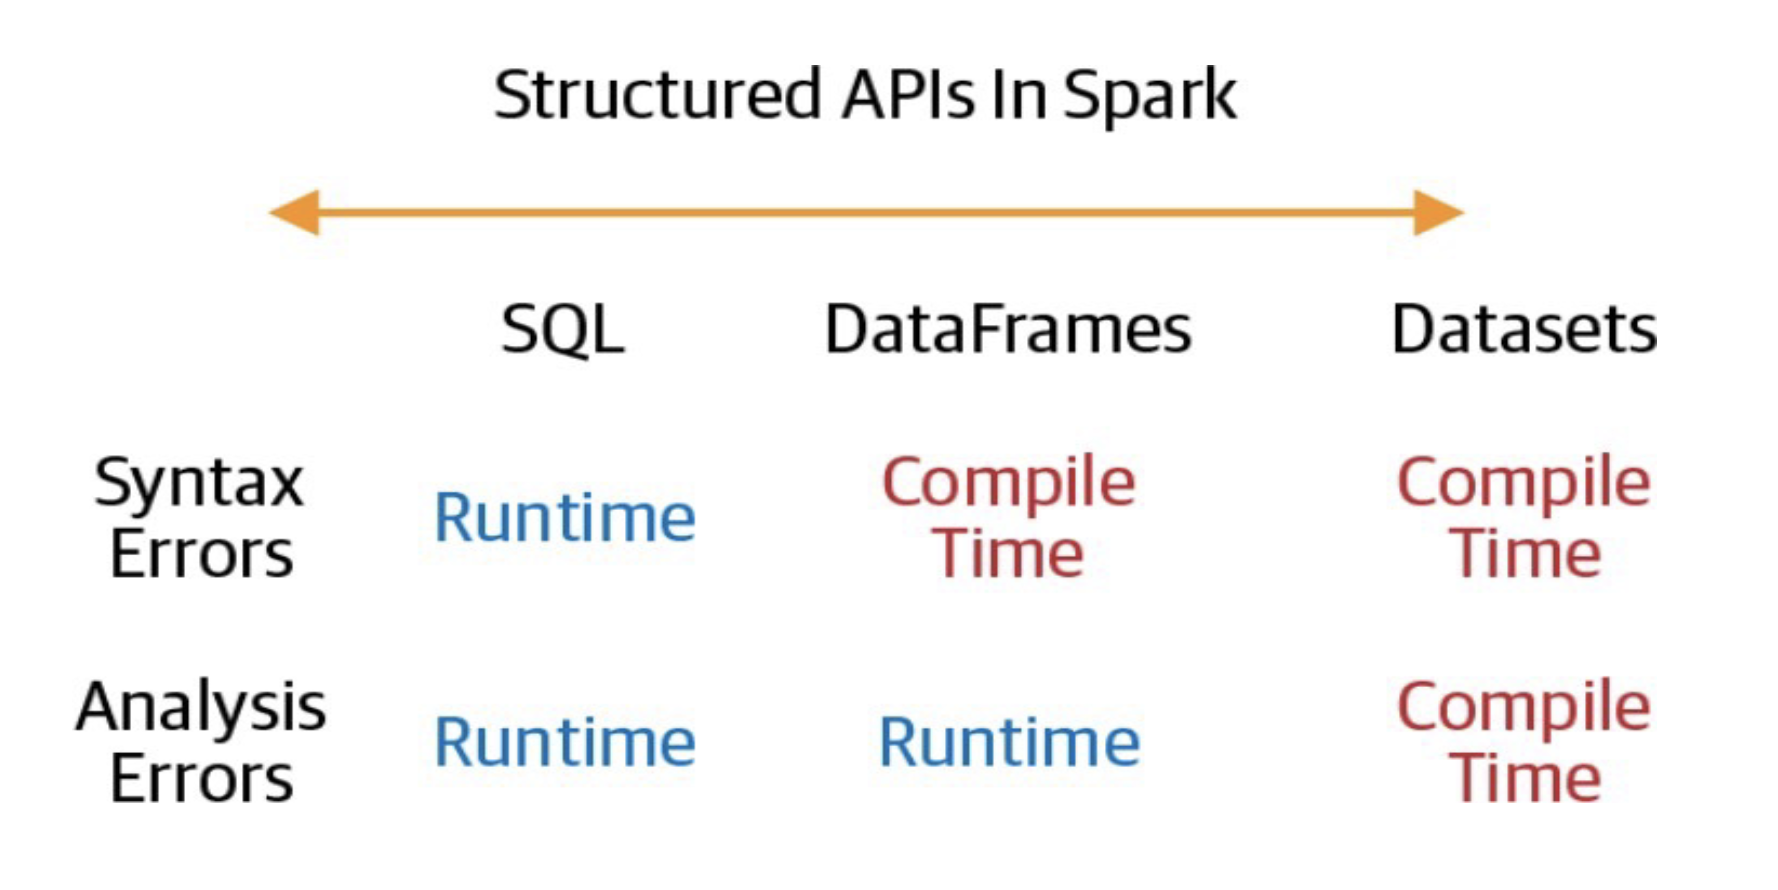 Structured APIs In Spark
SQL DataFrames Datasets
Syntax
Errors
Runtime
Compile
Time
Compile
Time
Analysis
Errors
Runtime
Runtime
Compile
Time